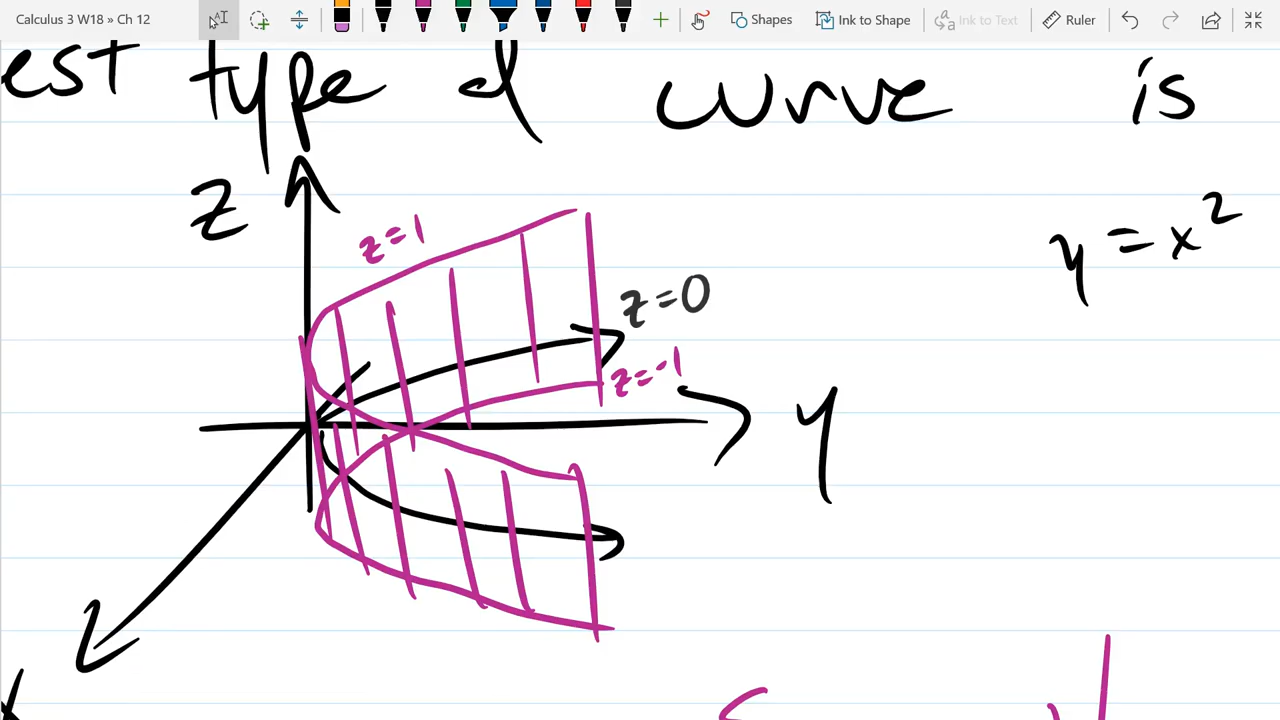 Calculus 3 W18 » Ch 12
Shapes
Ink to Shape
Ink to Text
Ruler
est type of curve is
Z
z=1
y = x²
z=0
z=-1
y
x